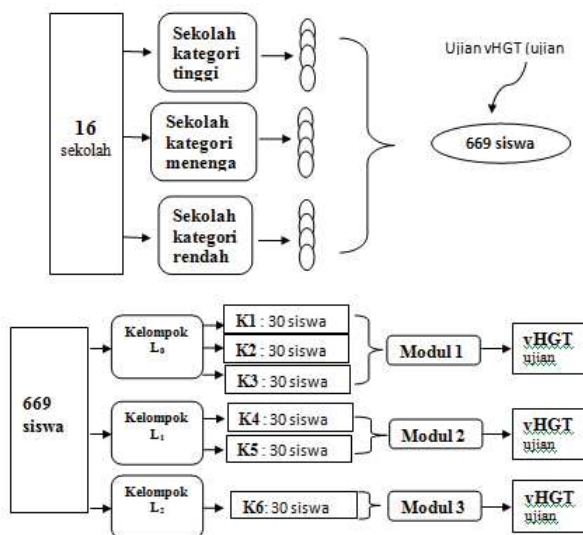 16
sekolah
Sekolah
kategori
tinggi
Sekolah
kategori
menenga
Sekolah
kategori
rendah
Ujian vHGT (ujian
669 siswa
669
siswa
Kelompok
L₀
K1 : 30 siswa
K2 : 30 siswa
K3 : 30 siswa
Modul 1
vHGT
ujian
Kelompok
L₁
K4 : 30 siswa
K5 : 30 siswa
Modul 2
vHGT
ujian
Kelompok
L₂
K6: 30 siswa
Modul 3
vHGT
ujian